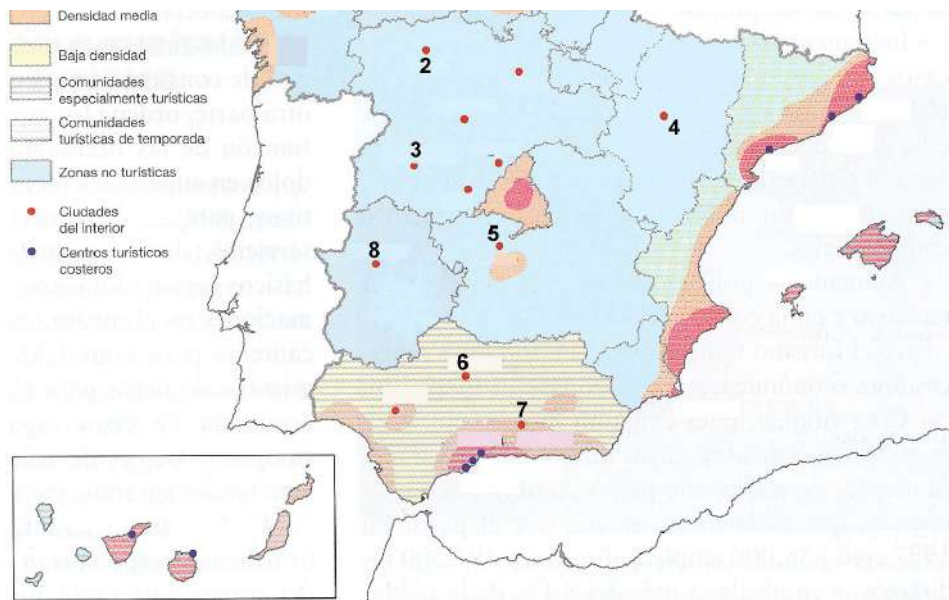 Densidad media
Baja densidad
Comunidades
especialmente turísticas
Comunidades
turísticas de temporada
Zonas no turísticas
Ciudades
del interior
Centros turísticos
costeros
2
3
4
5
8
6
7